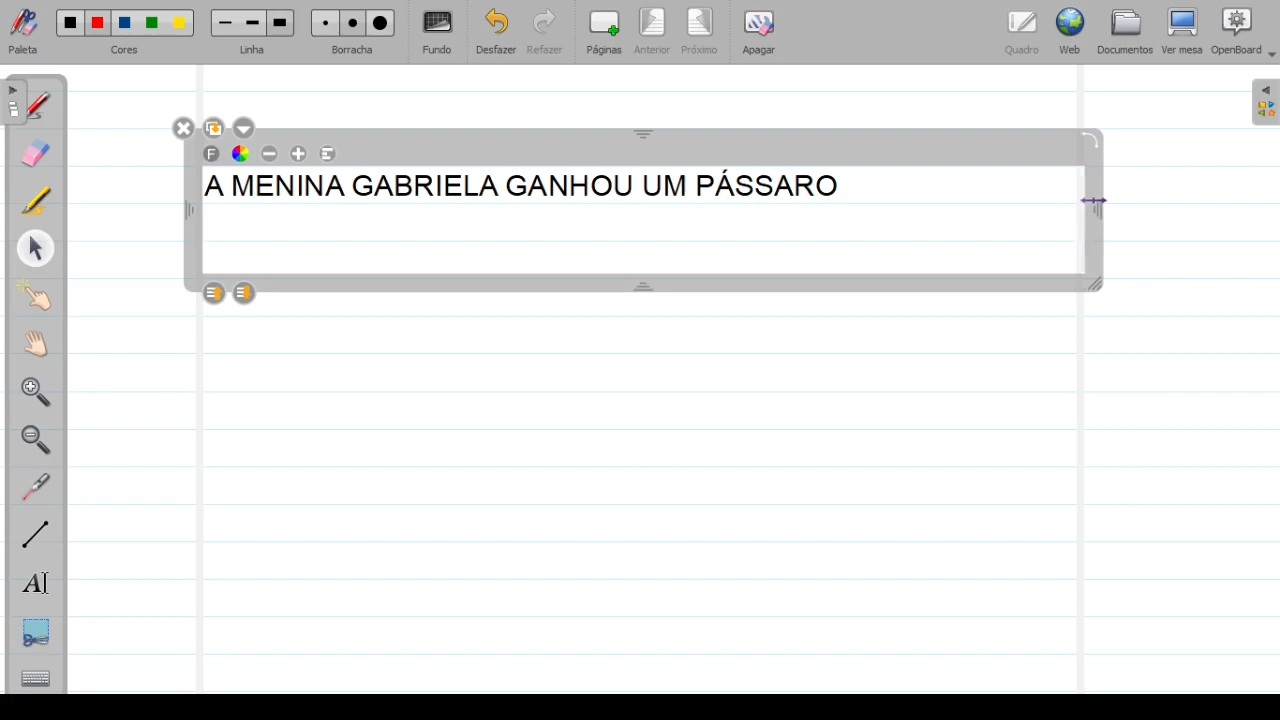 Paleta Cores Linha Borracha Fundo Desfazer Refazer Páginas Anterior Próximo Apagar Quadro Web Documentos Ver mesa OpenBoard
F
A MENINA GABRIELA GANHOU UM PÁSSARO
AI